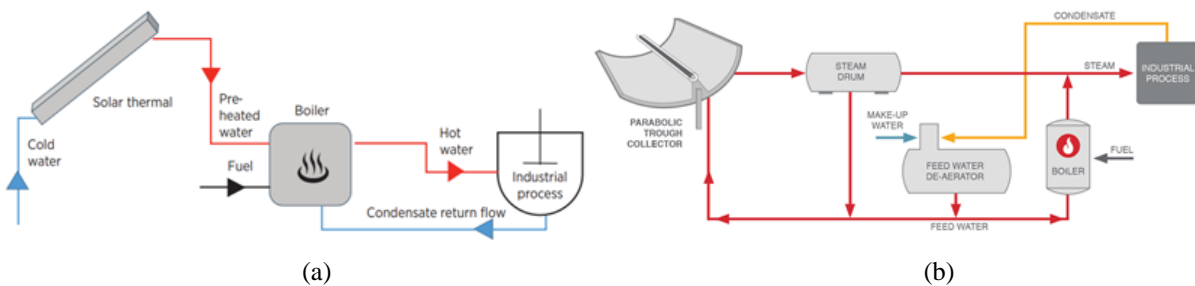 Solar thermal
Cold
water
Pre-
heated
water
Fuel
Boiler
Hot
water
Industrial
process
Condensate return flow
(a)
CONDENSATE
STEAM
DRUM
STEAM
INDUSTRIAL
PROCESS
PARABOLIC
TROUGH
COLLECTOR
MAKE-UP
WATER
FEED WATER
DE-AERATOR
BOILER
FUEL
FEED WATER
(b)